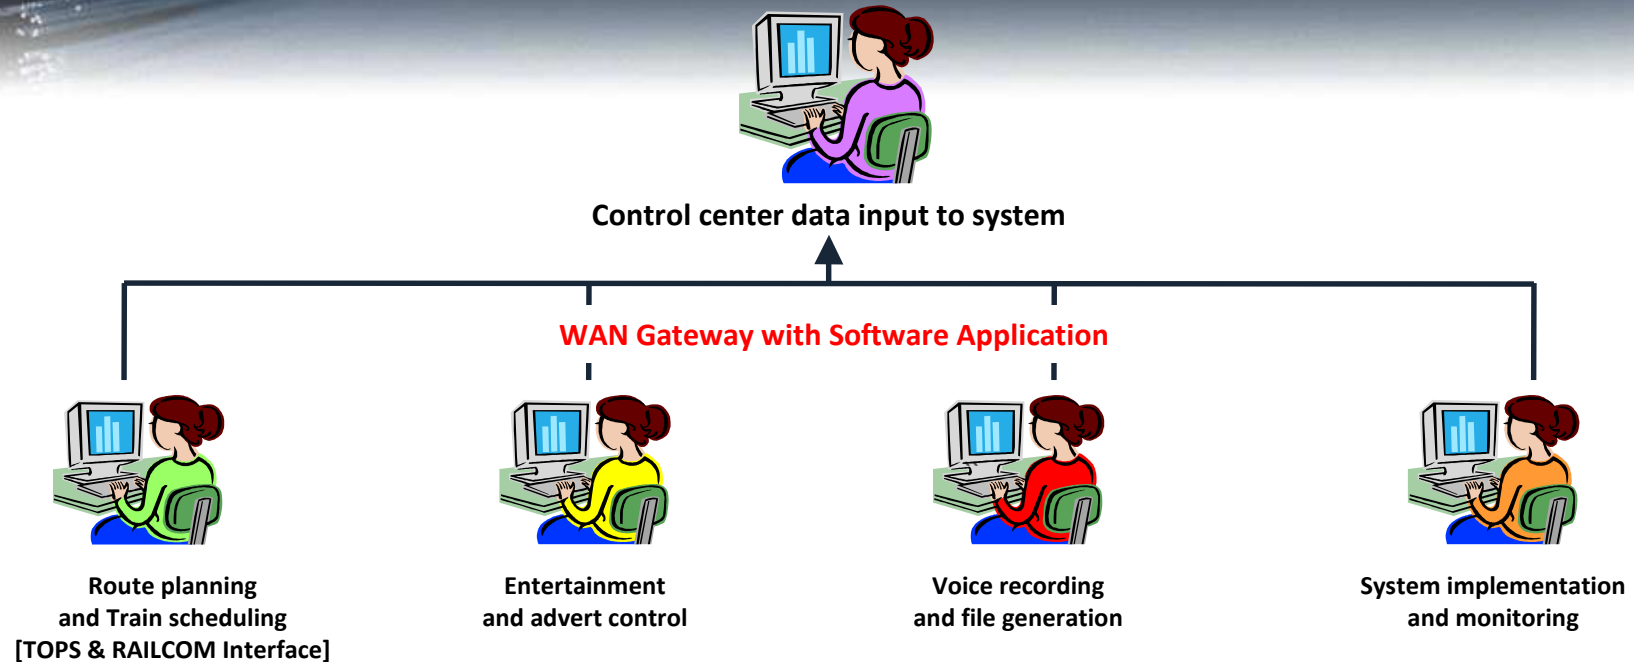 Control center data input to system
WAN Gateway with Software Application
Route planning
and Train scheduling
[TOPS & RAILCOM Interface]
Entertainment
and advert control
Voice recording
and file generation
System implementation
and monitoring